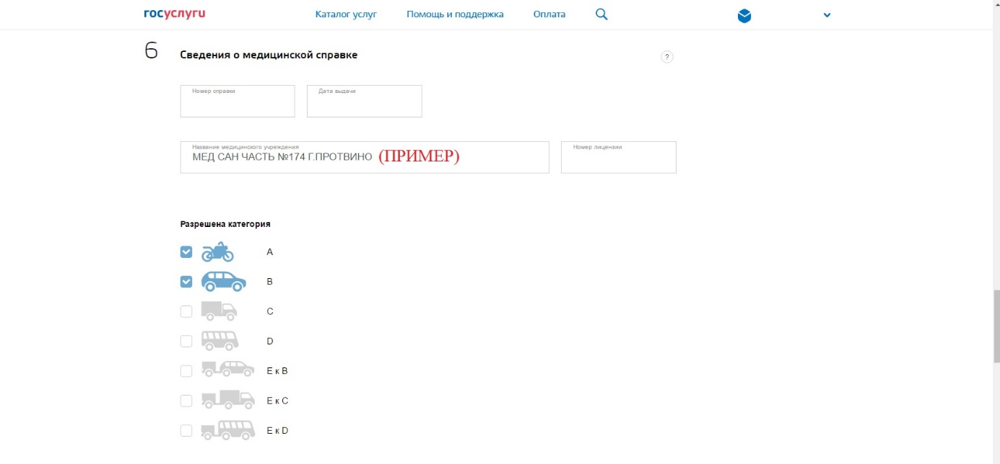 госуслуги Каталог услуг Помощь и поддержка Оплата
6 Сведения о медицинской справке ?
Номер справки Дата выдачи
Название медицинского учреждения Номер лицензии
МЕД САН ЧАСТЬ №174 Г.ПРОТВИНО (ПРИМЕР)
Разрешена категория
A
B
C
D
E к B
E к C
E к D